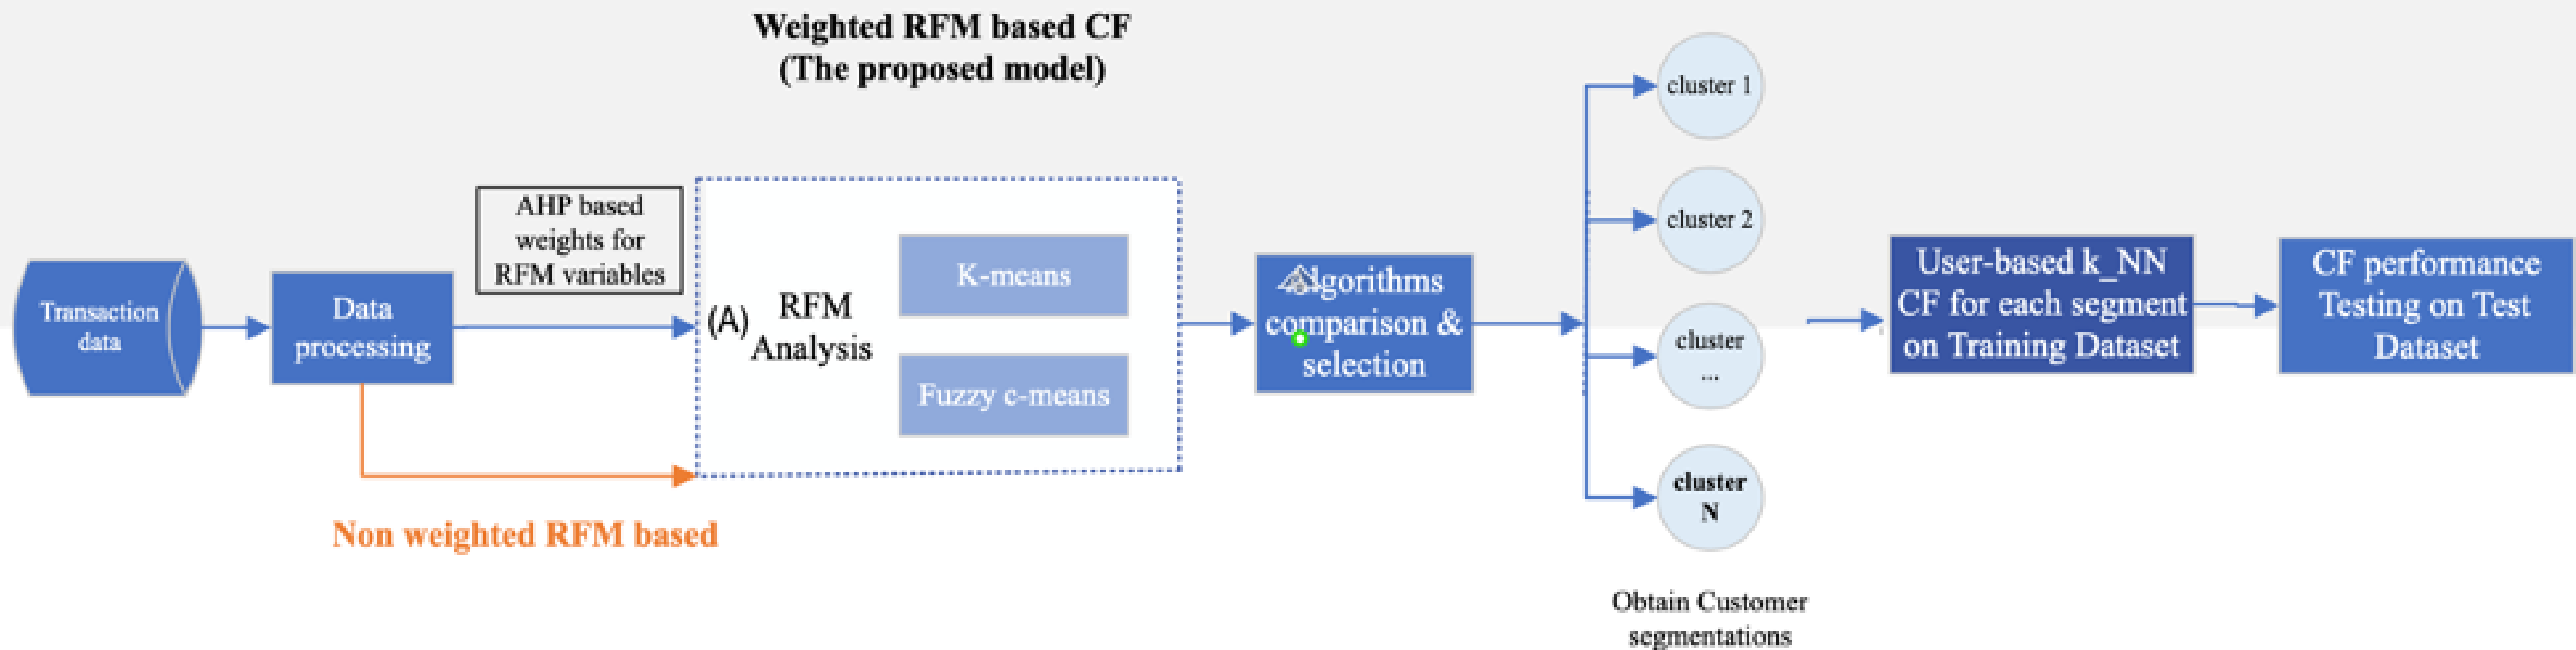 Weighted RFM based CF
(The proposed model)
Transaction
data
Data
processing
AHP based
weights for
RFM variables
Non weighted RFM based
(A)
RFM
Analysis
K-means
Fuzzy c-means
Algorithms
comparison &
selection
cluster 1
cluster 2
cluster
...
cluster
N
Obtain Customer
segmentations
User-based k_NN
CF for each segment
on Training Dataset
CF performance
Testing on Test
Dataset